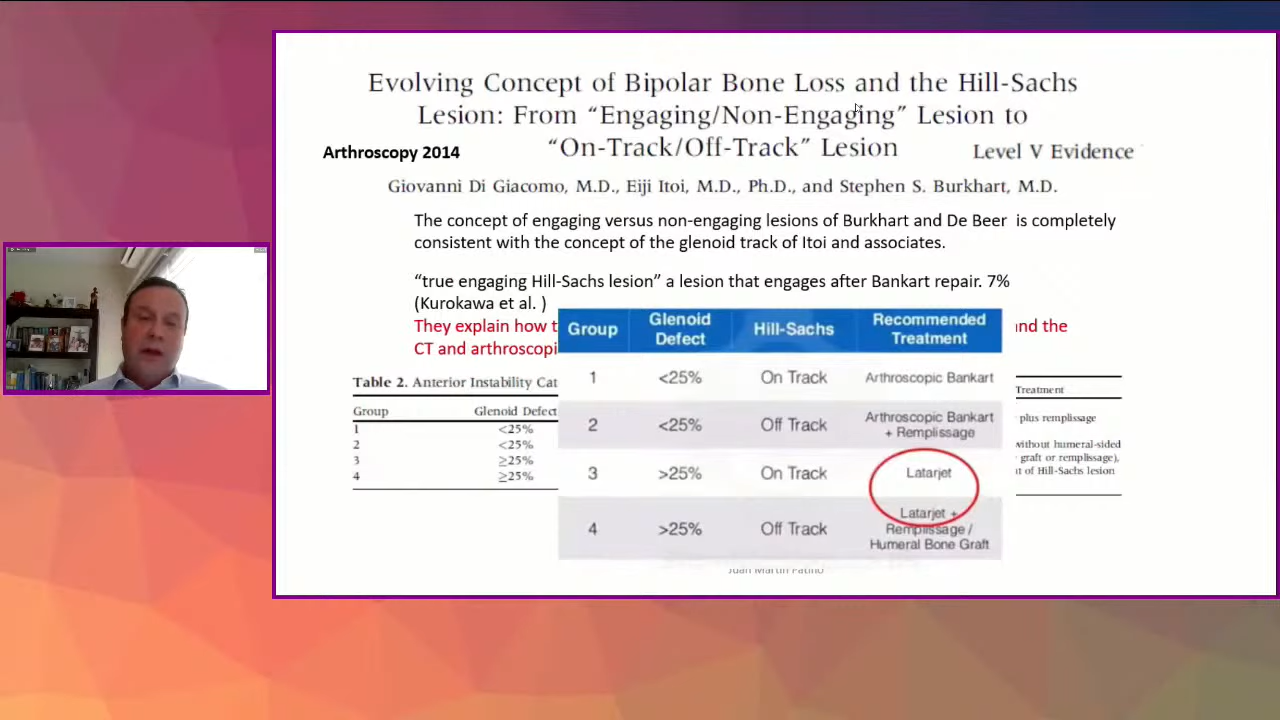 Evolving Concept of Bipolar Bone Loss and the Hill-Sachs
Lesion: From “Engaging/Non-Engaging” Lesion to
“On-Track/Off-Track” Lesion
Arthroscopy 2014
Level V Evidence
Giovanni Di Giacomo, M.D., Eiji Itoi, M.D., Ph.D., and Stephen S. Burkhart, M.D.
The concept of engaging versus non-engaging lesions of Burkhart and De Beer is completely
consistent with the concept of the glenoid track of Itoi and associates.
“true engaging Hill-Sachs lesion” a lesion that engages after Bankart repair. 7%
(Kurokawa et al. )
They explain how
nd the
CT and arthroscopi
Group Glenoid Defect Hill-Sachs Recommended Treatment
1 <25% On Track Arthroscopic Bankart
2 <25% Off Track Arthroscopic Bankart + Remplissage
3 >25% On Track Latarjet
4 >25% Off Track Latarjet + Remplissage / Humeral Bone Graft
Table 2. Anterior Instability Cat
Group Glenoid Defect
1 <25%
2 <25%
3 ≥25%
4 ≥25%
Treatment
plus remplissage
without humeral-sided
graft or remplissage),
of Hill-Sachs lesion
Juan Martin Patiño